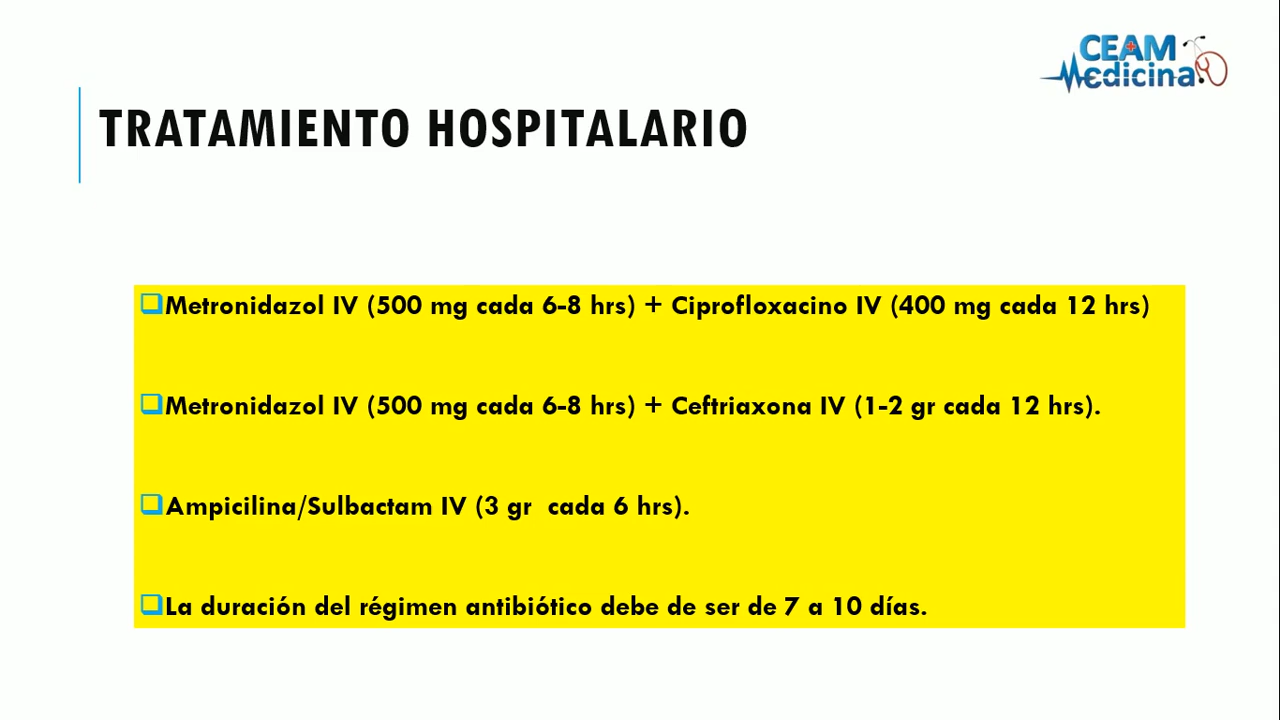 CEAM
Medicina
TRATAMIENTO HOSPITALARIO
Metronidazol IV (500 mg cada 6-8 hrs) + Ciprofloxacino IV (400 mg cada 12 hrs)
Metronidazol IV (500 mg cada 6-8 hrs) + Ceftriaxona IV (1-2 gr cada 12 hrs).
Ampicilina/Sulbactam IV (3 gr  cada 6 hrs).
La duración del régimen antibiótico debe de ser de 7 a 10 días.